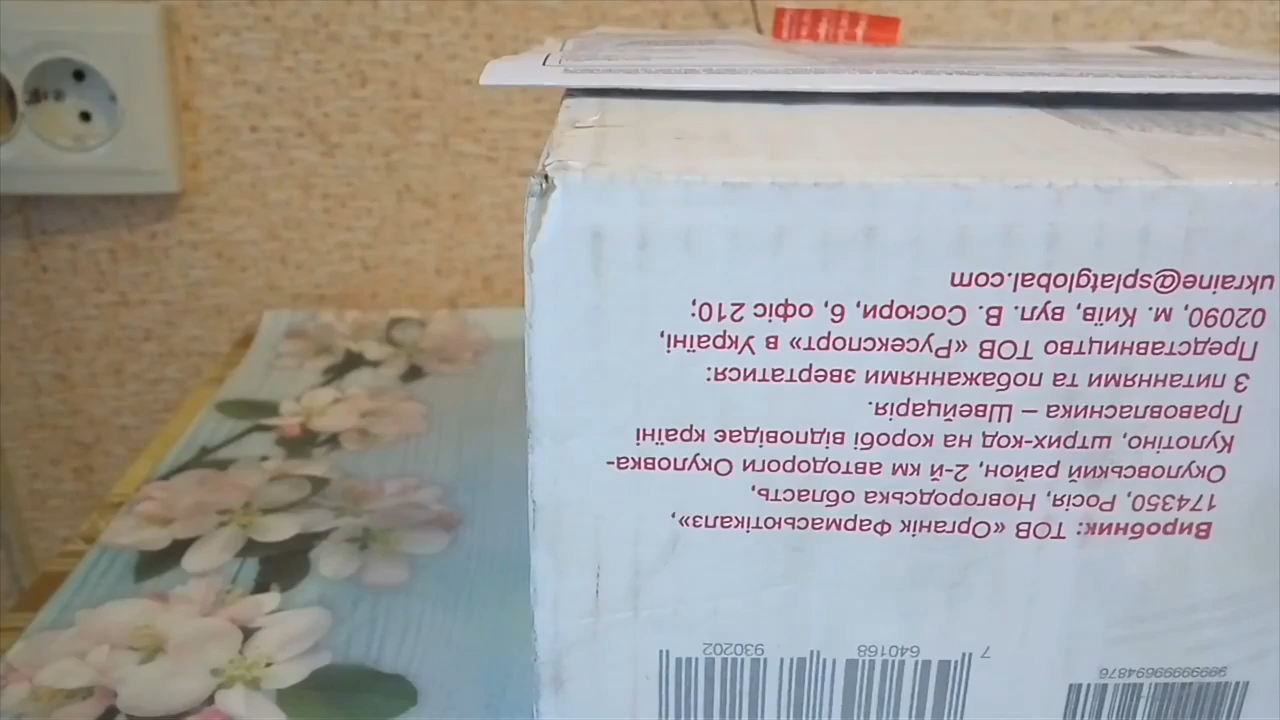 Виробник: ТОВ «Органік Фармасьютікалз»,
174350, Росія, Новгородська область,
Окуловський район, 2-й км автодороги Окуловка-
Кулотіно, штрих-код на коробі відповідає країні
Правовласника – Швейцарія.
З питаннями та побажаннями звертатися:
Представництво ТОВ «Русекспорт» в Україні,
02090, м. Київ, вул. В. Сосюри, 6, офіс 210;
ukraine@splatglobal.com
7 640168 930202